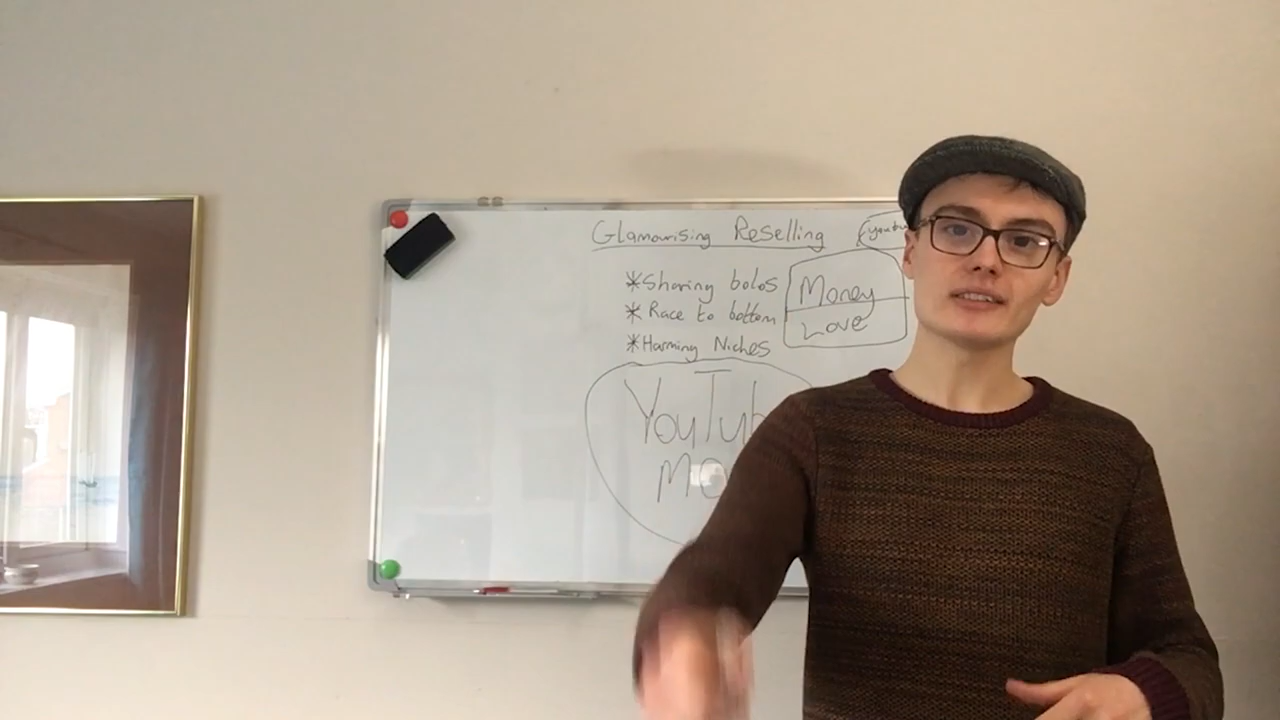 Glamourising Reselling
*Sharing bolos
*Race to bottom
*Harming Niches
Money
Love